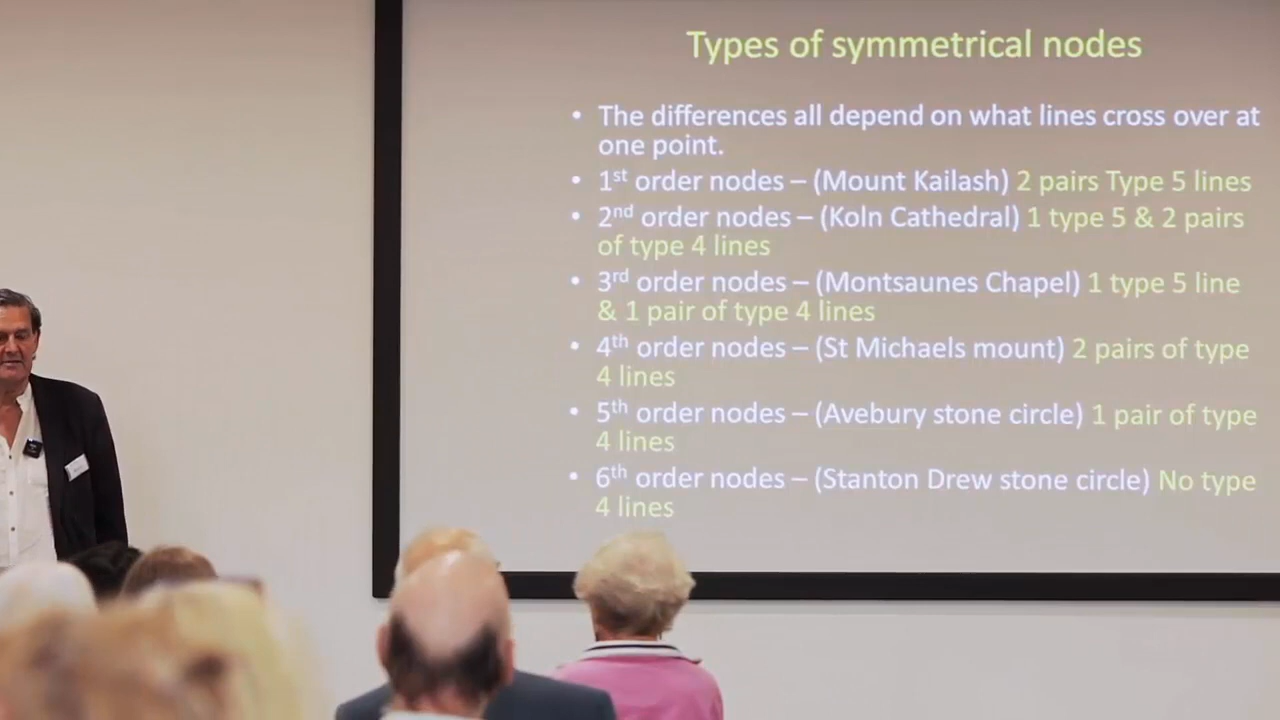 Types of symmetrical nodes
• The differences all depend on what lines cross over at
one point.
• 1st order nodes – (Mount Kailash) 2 pairs Type 5 lines
• 2nd order nodes – (Koln Cathedral) 1 type 5 & 2 pairs
of type 4 lines
• 3rd order nodes – (Montsaunes Chapel) 1 type 5 line
& 1 pair of type 4 lines
• 4th order nodes – (St Michaels mount) 2 pairs of type
4 lines
• 5th order nodes – (Avebury stone circle) 1 pair of type
4 lines
• 6th order nodes – (Stanton Drew stone circle) No type
4 lines